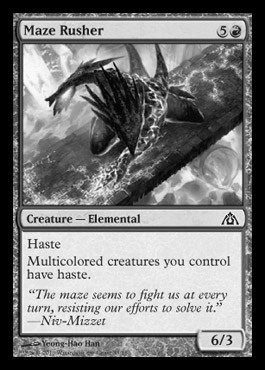 Maze Rusher 5
Creature — Elemental
Haste
Multicolored creatures you control
have haste.
“The maze seems to fight us at every
turn, resisting our efforts to solve it.”
—Niv-Mizzet
Yeong-Hao Han
6/3